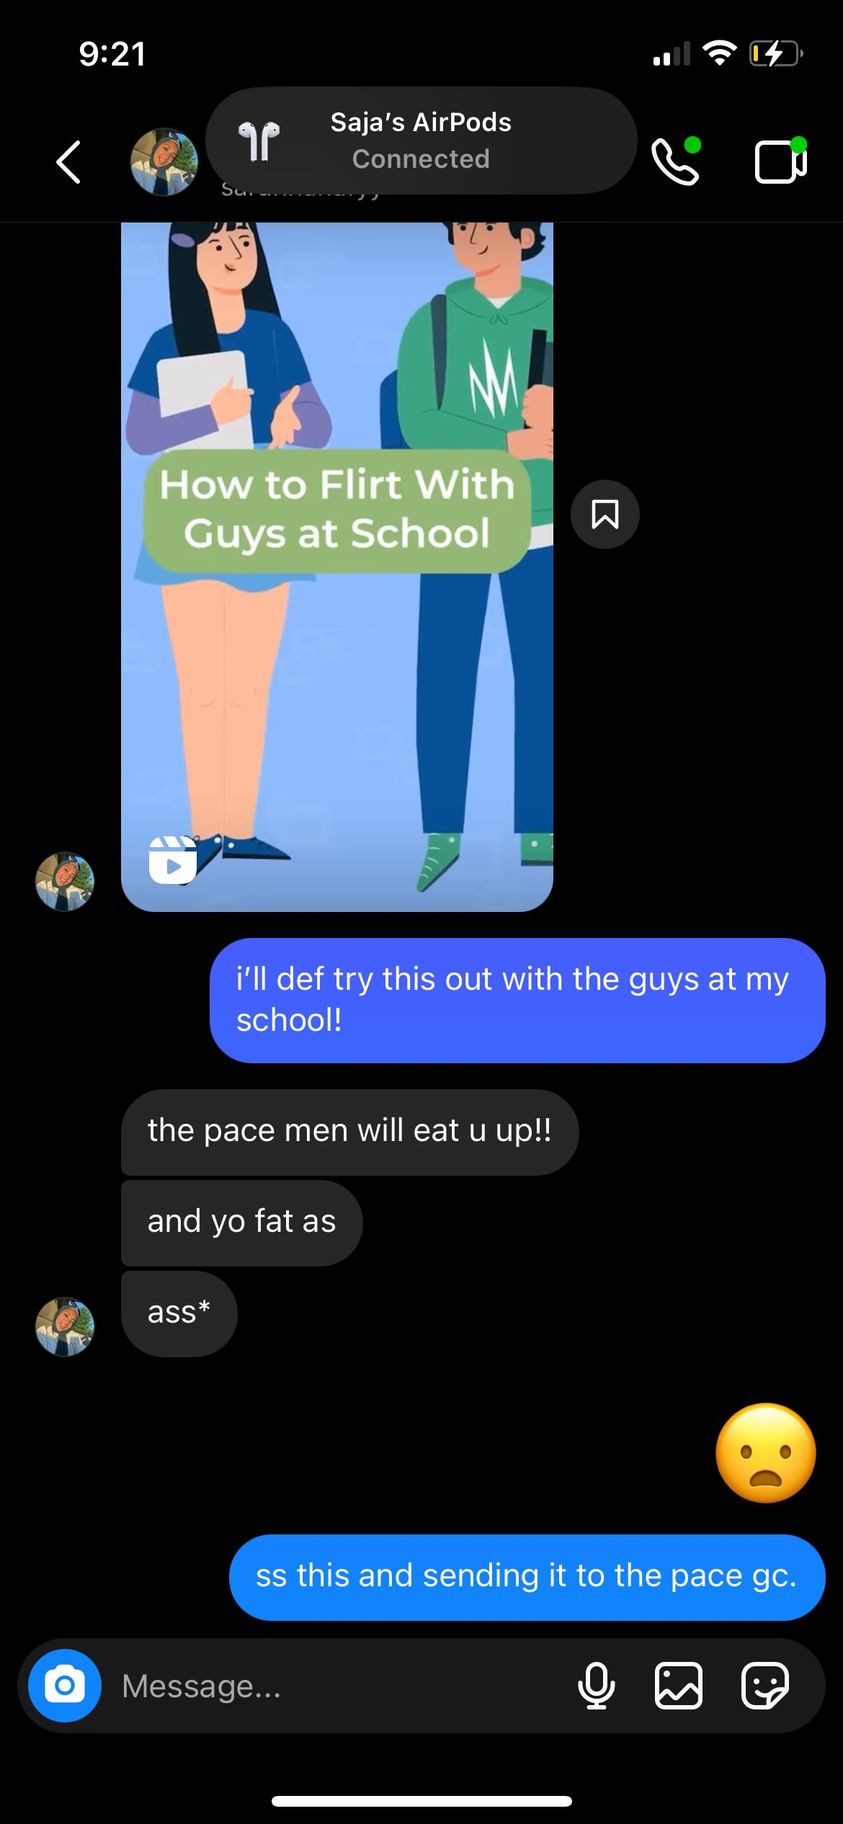 9:21
Saja's AirPods
Connected
How to Flirt With
Guys at School
i'll def try this out with the guys at my
school!
the pace men will eat u up!!
and yo fat as
ass*
ss this and sending it to the pace gc.
Message...